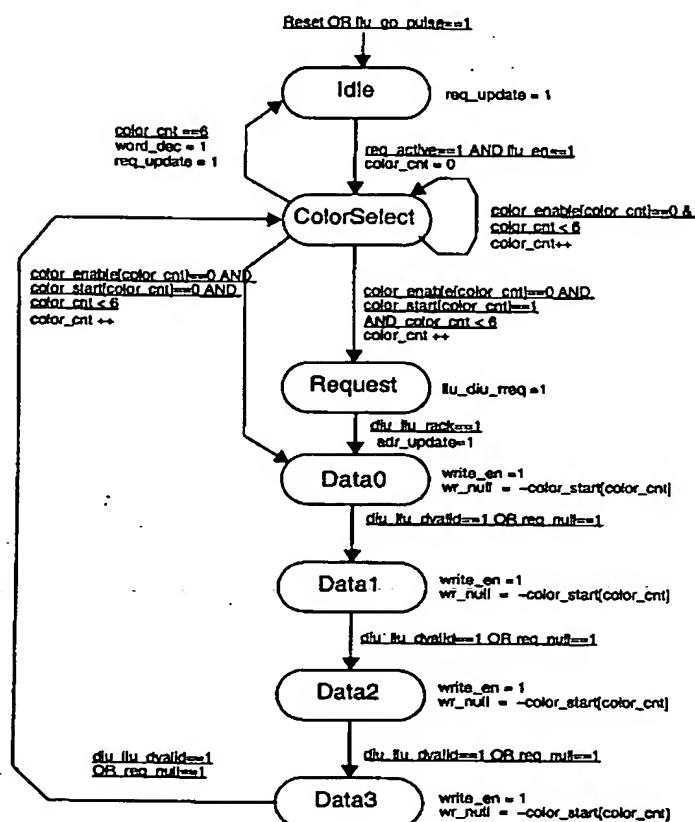 Reset OR llu_go_pulse==1
Idle
req_update = 1
color_cnt ==6
word_dec = 1
req_update = 1
req_active==1 AND llu_en==1
color_cnt = 0
ColorSelect
color_enable[color_cnt]==0 &
color_cnt < 6
color_cnt++
color_enable[color_cnt]==0 AND
color_start[color_cnt]==0 AND
color_cnt < 6
color_cnt ++
color_enable[color_cnt]==0 AND
color_start[color_cnt]==1
AND color_cnt < 6
color_cnt ++
Request
llu_diu_rreq =1
diu_llu_rack==1
adr_update=1
Data0
write_en =1
wr_null = ~color_start[color_cnt]
diu_llu_dvalid==1 OR req_null==1
Data1
write_en =1
wr_null = ~color_start[color_cnt]
diu_llu_dvalid==1 OR req_null==1
Data2
write_en = 1
wr_null = ~color_start[color_cnt]
diu_llu_dvalid==1
OR req_null==1
diu_llu_dvalid==1 OR req_null==1
Data3
write_en = 1
wr_null = ~color_start[color_cnt]